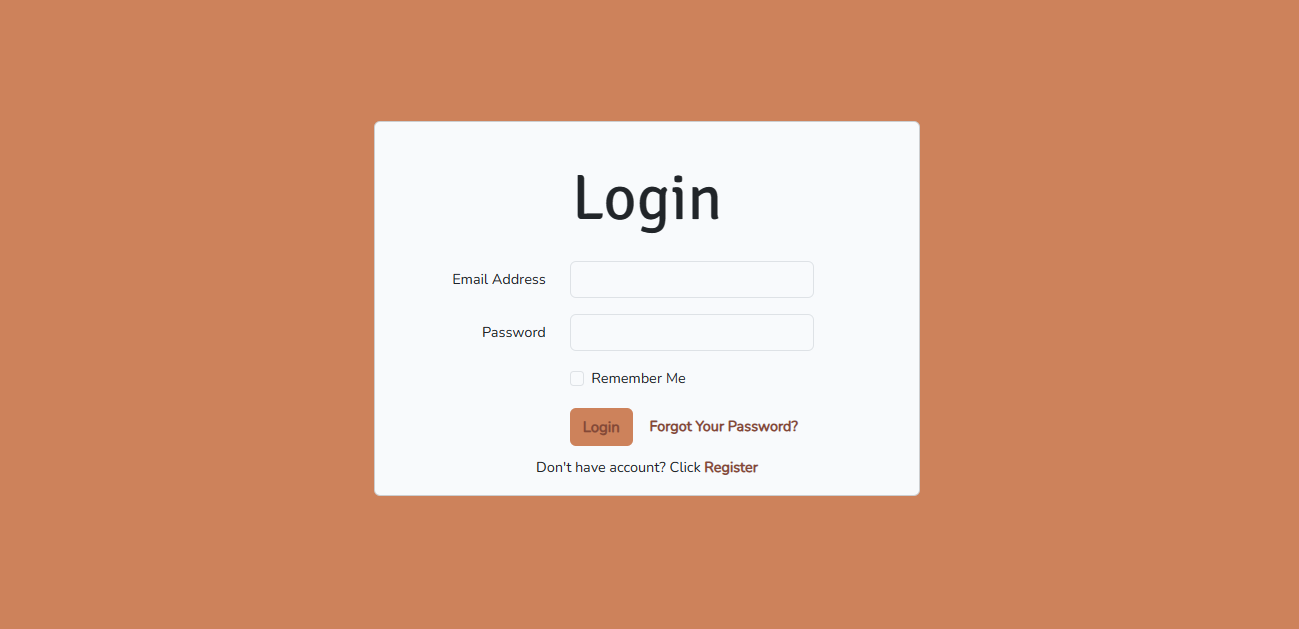 Login
Email Address
Password
Remember Me
Login Forgot Your Password?
Don't have account? Click Register